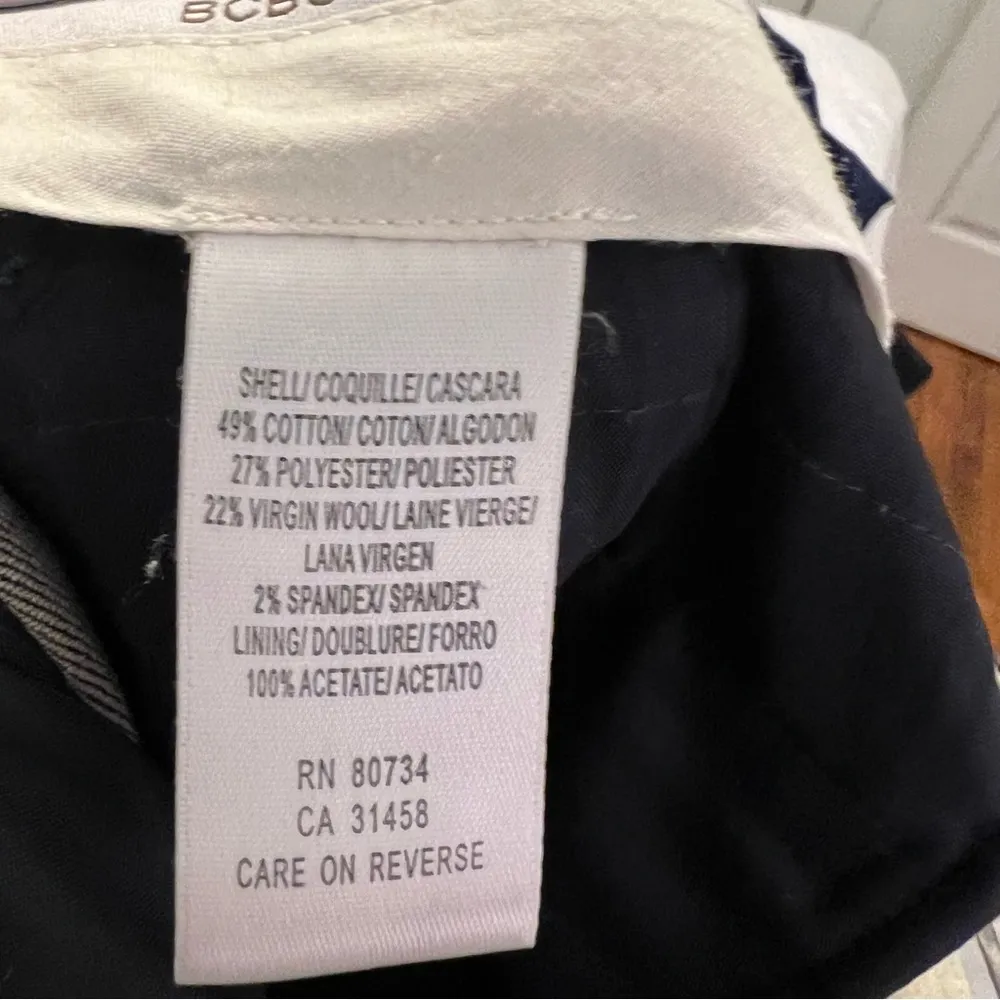 SHELL/ COQUILLE/ CASCARA
49% COTTON/ COTON/ ALGODON
27% POLYESTER/ POLIESTER
22% VIRGIN WOOL/ LAINE VIERGE/
LANA VIRGEN
2% SPANDEX/ SPANDEX
LINING/ DOUBLURE/ FORRO
100% ACETATE/ ACETATO
RN 80734
CA 31458
CARE ON REVERSE